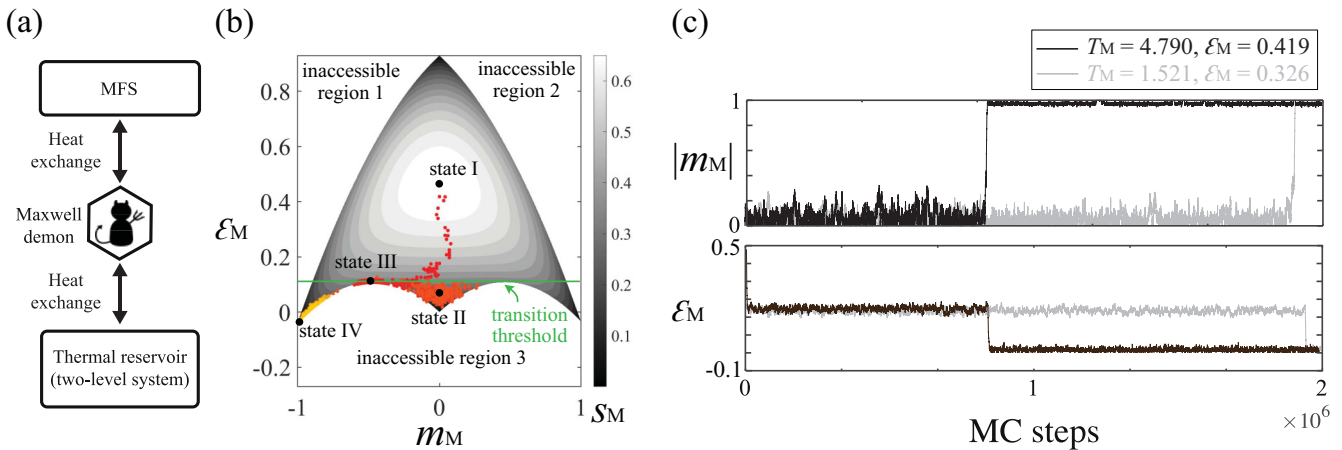 (a)
MFS
Heat
exchange
Maxwell
demon
Heat
exchange
Thermal reservoir
(two-level system)
(b)
inaccessible
region 1
inaccessible
region 2
state I
state III
state II
state IV
transition
threshold
inaccessible region 3
0.8
0.6
0.4
0.2
0
-0.2
ℰM
-1
0
1
mM
0.6
0.5
0.4
0.3
0.2
0.1
SM
(c)
TM = 4.790, ℰM = 0.419
TM = 1.521, ℰM = 0.326
1
|mM|
0
0.5
ℰM
-0.1
0
1
2
×10⁶
MC steps